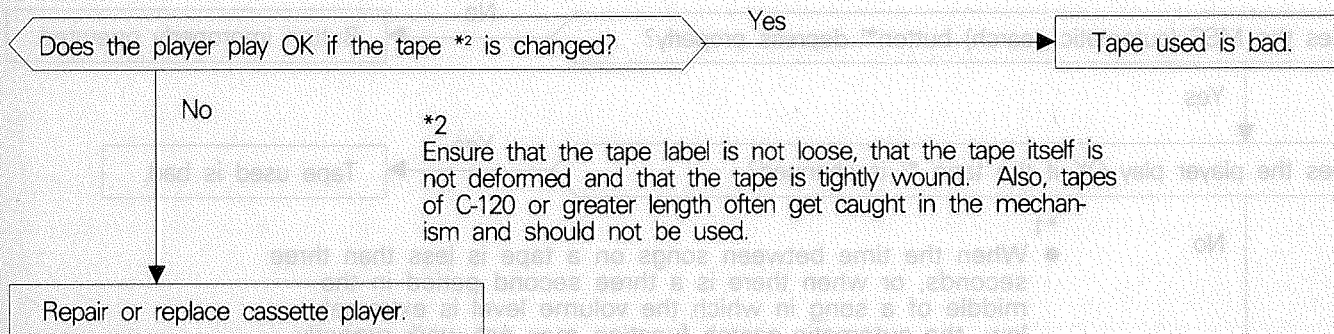 Yes
Does the player play OK if the tape *2 is changed?
Tape used is bad.
No
*2
Ensure that the tape label is not loose, that the tape itself is
not deformed and that the tape is tightly wound. Also, tapes
of C-120 or greater length often get caught in the mechan-
ism and should not be used.
Repair or replace cassette player.